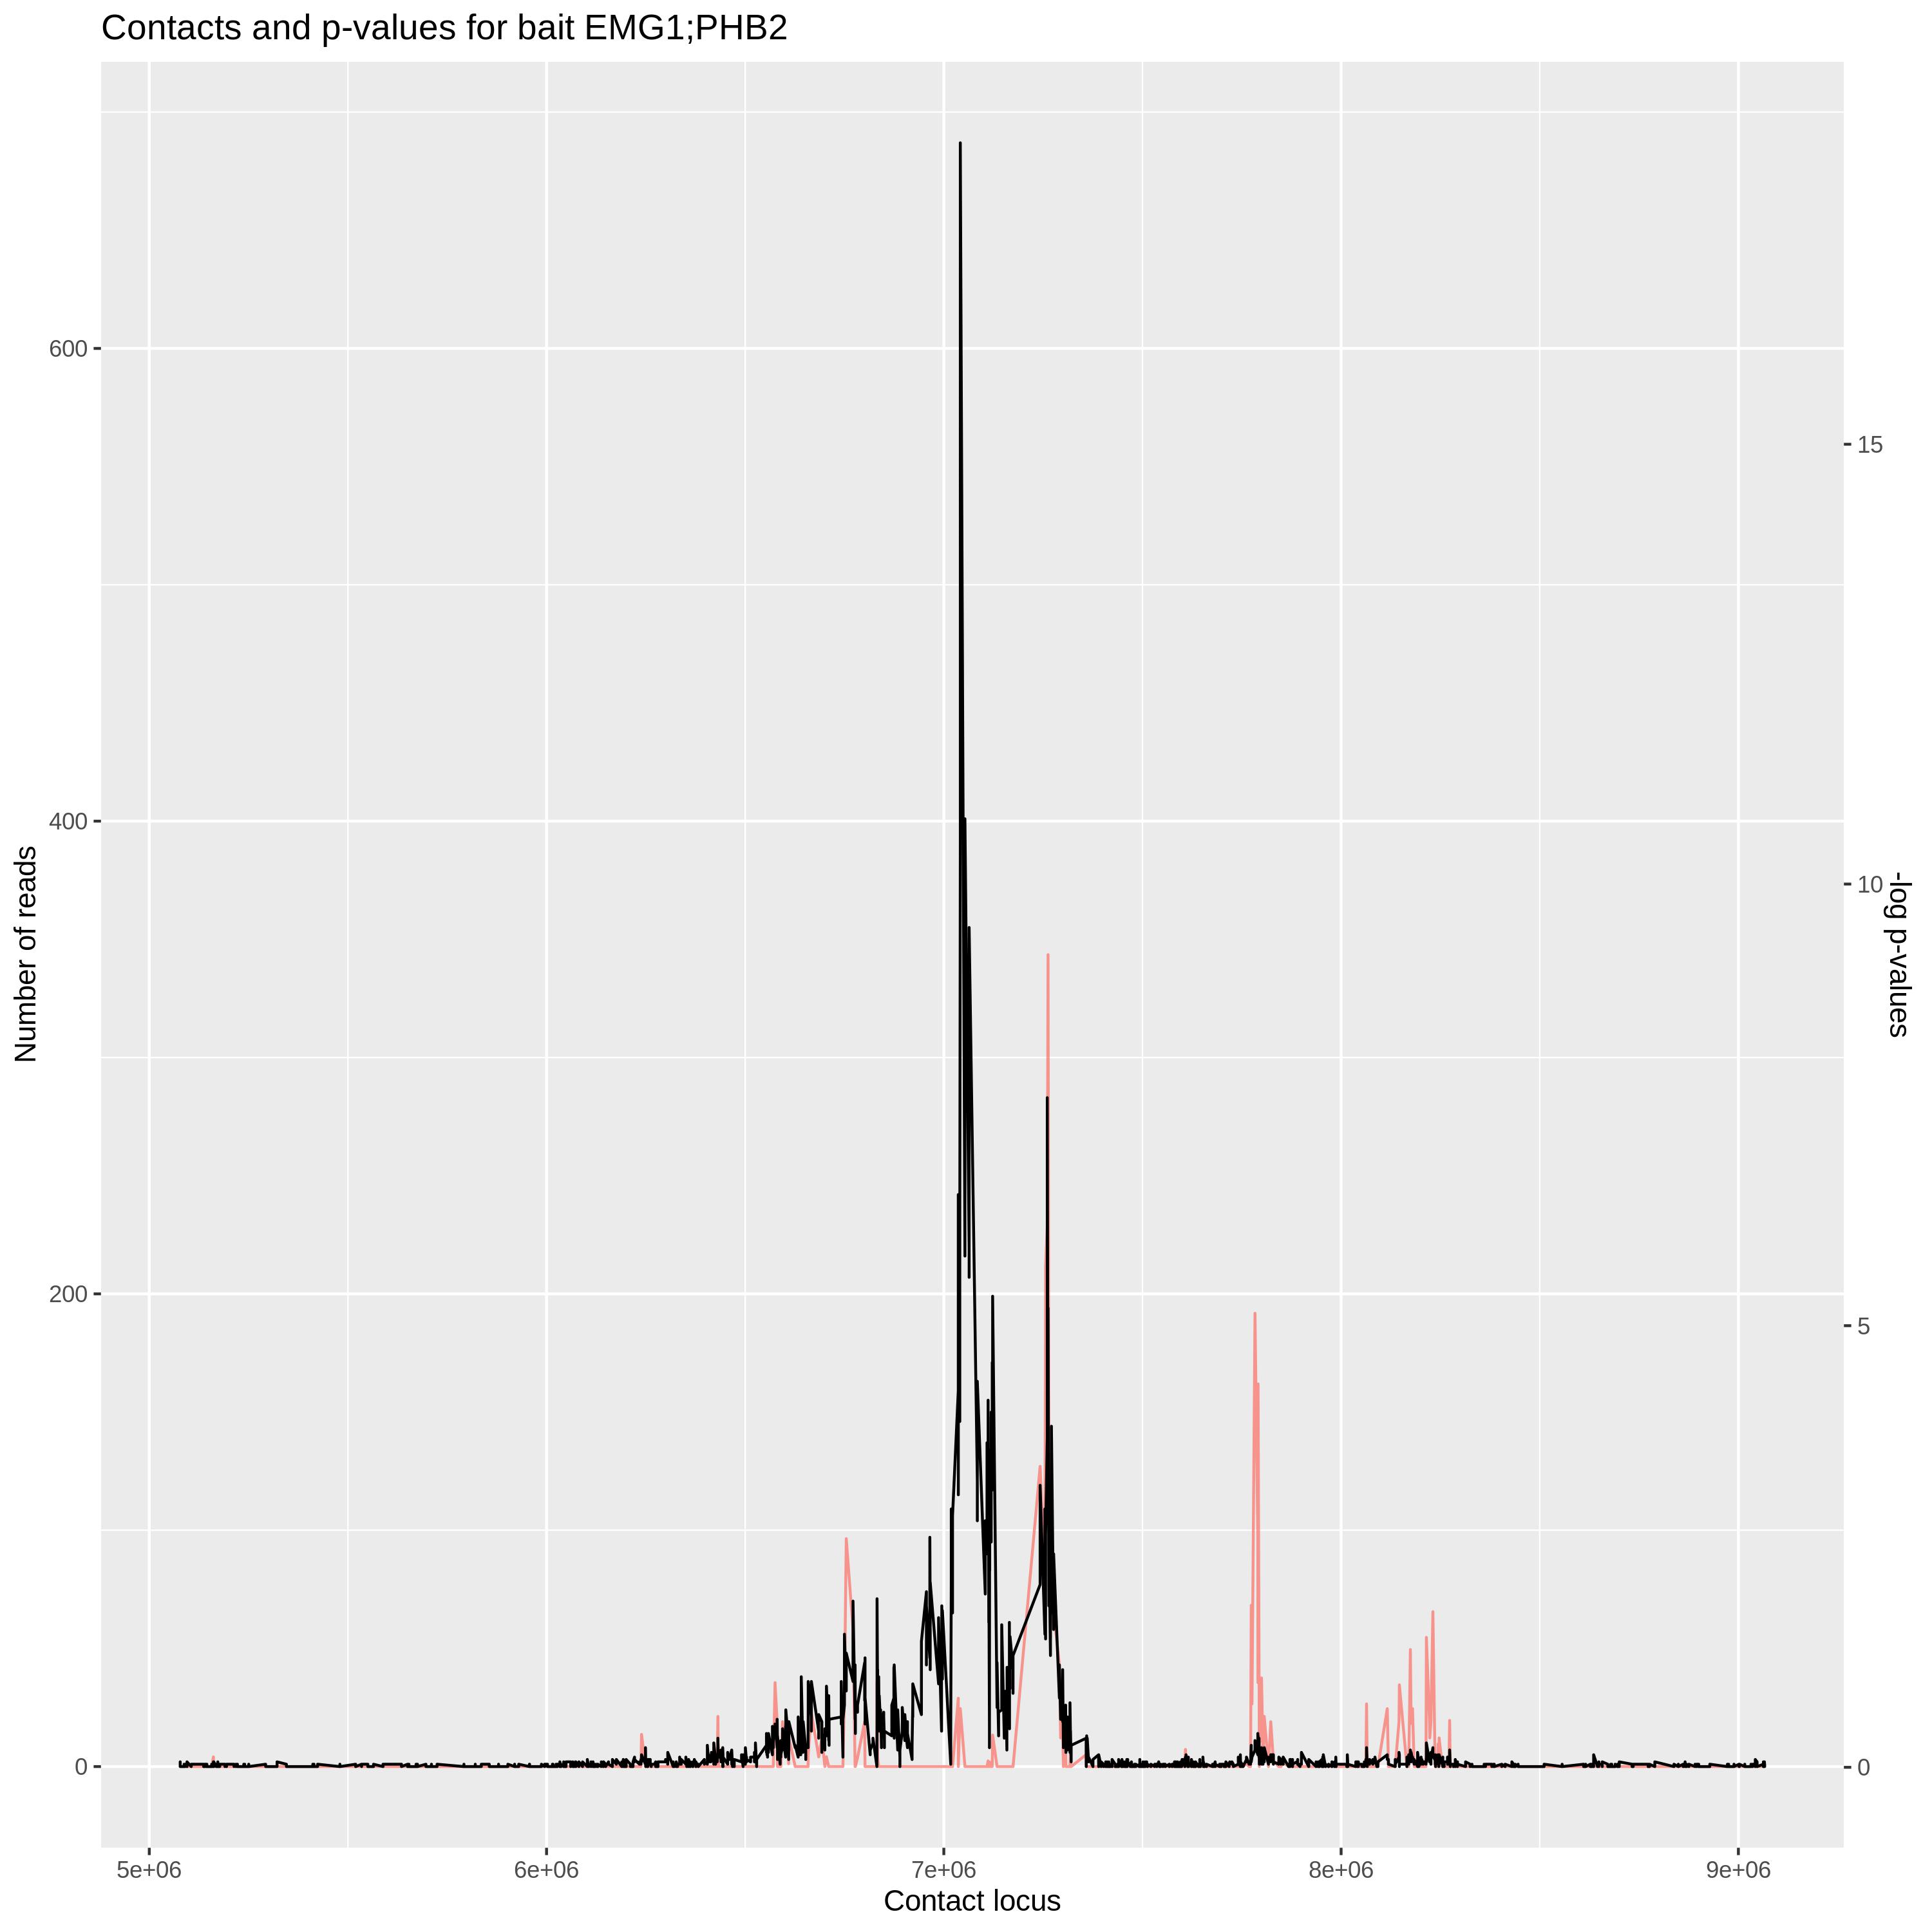 Contacts and p-values for bait EMG1;PHB2
600
400
200
0
Number of reads
15
10
5
0
-log p-values
5e+06
6e+06
7e+06
8e+06
9e+06
Contact locus